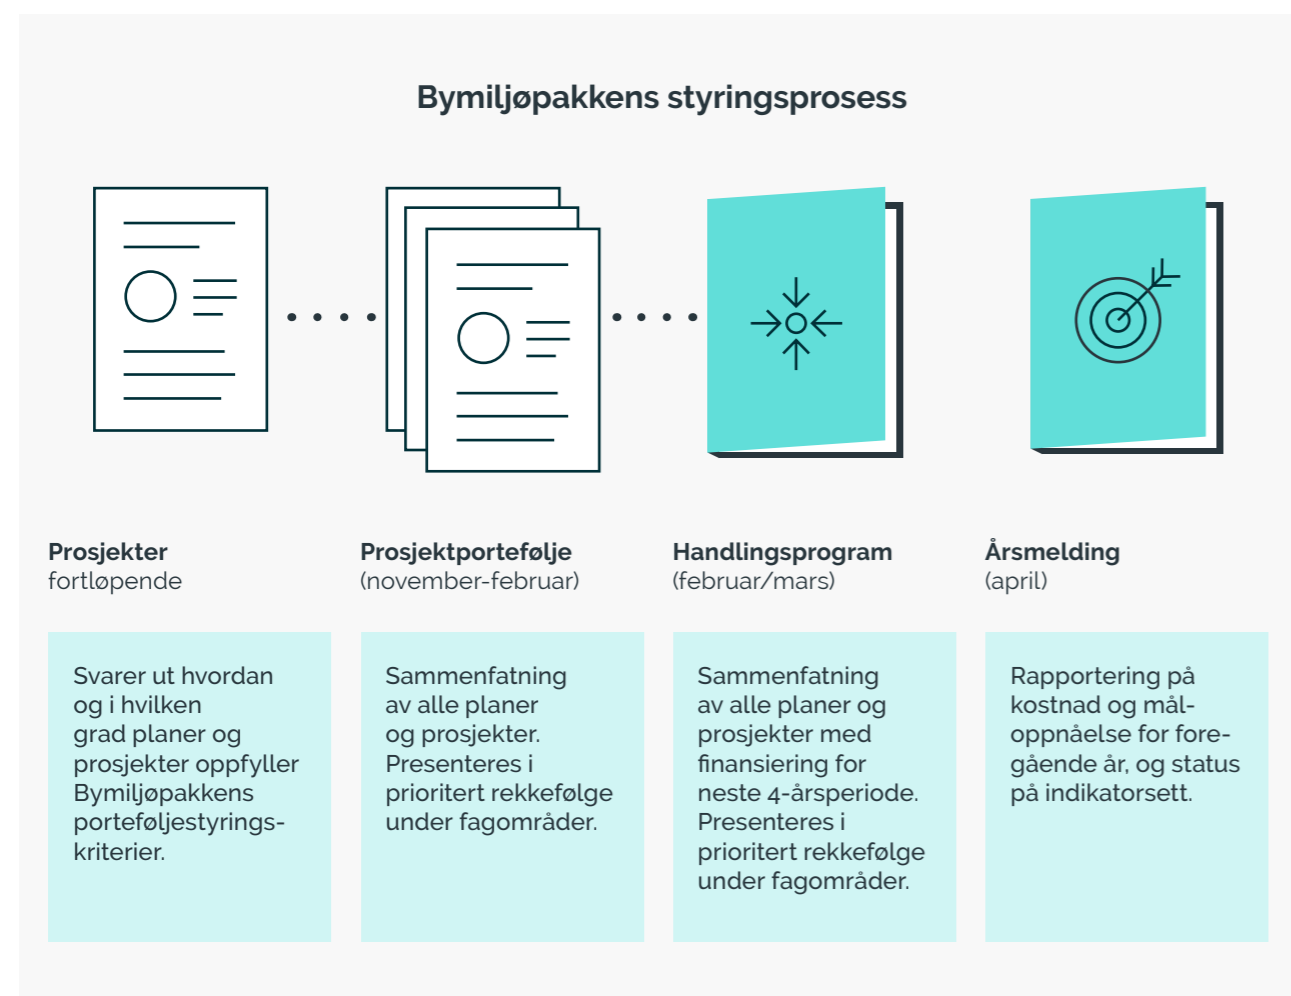 Bymiljøpakkens styringsprosess
Prosjekter
fortløpende
Svarer ut hvordan
og i hvilken
grad planer og
prosjekter oppfyller
Bymiljøpakkens
porteføljestyrings-
kriterier.
Prosjektportefølje
(november-februar)
Sammenfatning
av alle planer
og prosjekter.
Presenteres i
prioritert rekkefølge
under fagområder.
Handlingsprogram
(februar/mars)
Sammenfatning
av alle planer og
prosjekter med
finansiering for
neste 4-årsperiode.
Presenteres i
prioritert rekkefølge
under fagområder.
Årsmelding
(april)
Rapportering på
kostnad og mål-
oppnåelse for fore-
gående år, og status
på indikatorsett.